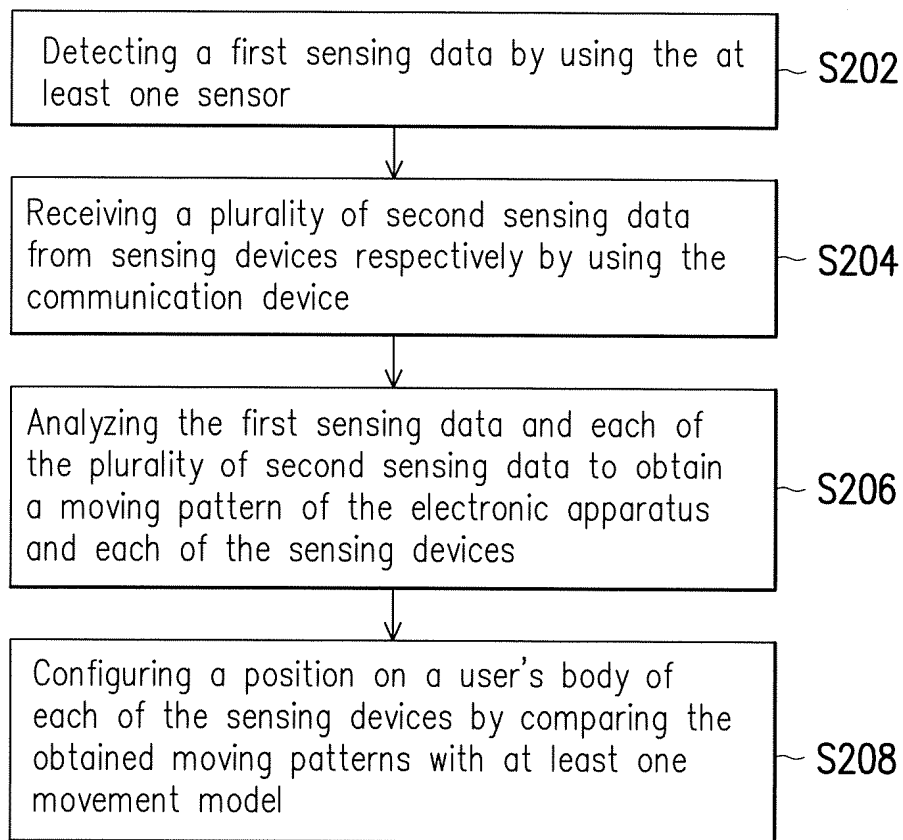 Detecting a first sensing data by using the at
least one sensor
S202
Receiving a plurality of second sensing data
from sensing devices respectively by using the
communication device
S204
Analyzing the first sensing data and each of
the plurality of second sensing data to obtain
a moving pattern of the electronic apparatus
and each of the sensing devices
S206
Configuring a position on a user's body of
each of the sensing devices by comparing the
obtained moving patterns with at least one
movement model
S208